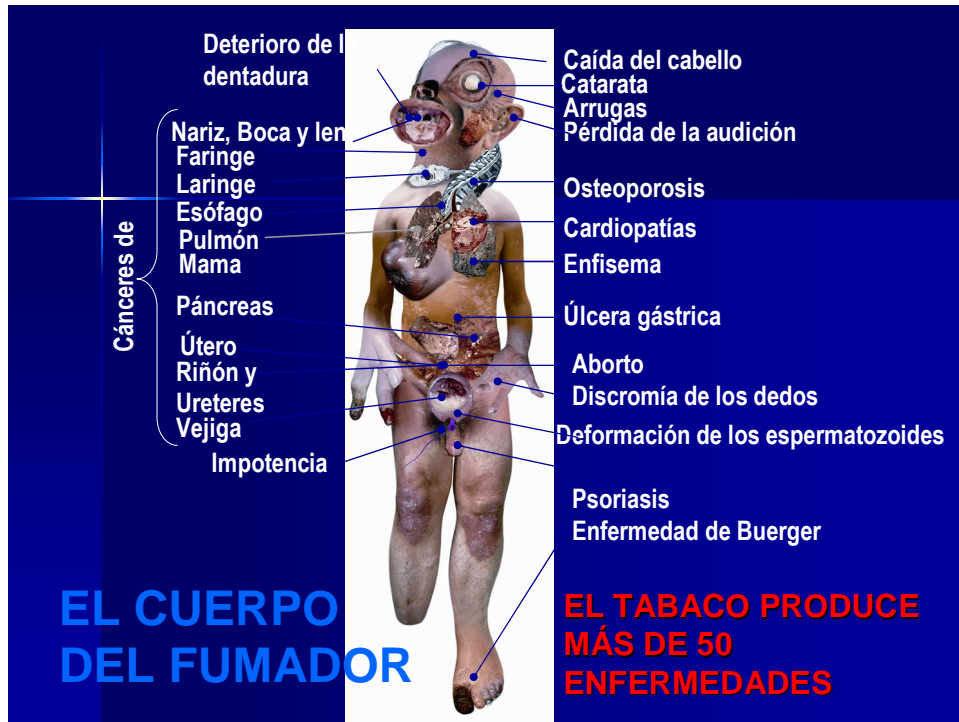 Deterioro de l
dentadura
Cánceres de
Nariz, Boca y len
Faringe
Laringe
Esófago
Pulmón
Mama
Páncreas
Útero
Riñón y
Ureteres
Vejiga
Impotencia
Caída del cabello
Catarata
Arrugas
Pérdida de la audición
Osteoporosis
Cardiopatías
Enfisema
Úlcera gástrica
Aborto
Discromía de los dedos
Deformación de los espermatozoides
Psoriasis
Enfermedad de Buerger
EL CUERPO
DEL FUMADOR
EL TABACO PRODUCE
MÁS DE 50
ENFERMEDADES